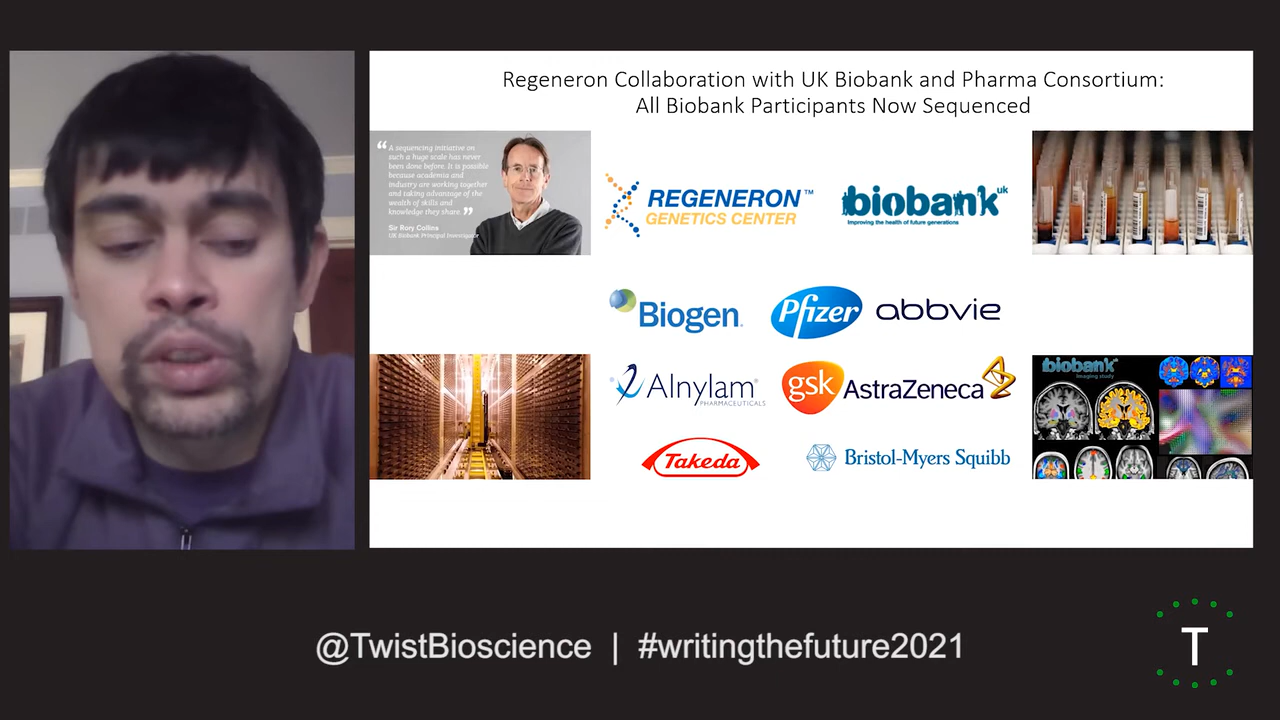 Regeneron Collaboration with UK Biobank and Pharma Consortium:
All Biobank Participants Now Sequenced
“ A sequencing initiative on
such a huge scale has never
been done before. It is possible
because academia and
industry are working together
and taking advantage of the
wealth of skills and
knowledge they share. ”
Sir Rory Collins
UK Biobank Principal Investigator
REGENERON™
GENETICS CENTER
biobank uk
Improving the health of future generations
Biogen.
Pfizer
abbvie
Alnylam®
PHARMACEUTICALS
gsk
AstraZeneca
Takeda
Bristol-Myers Squibb
biobank uk
imaging study
@TwistBioscience | #writingthefuture2021
T